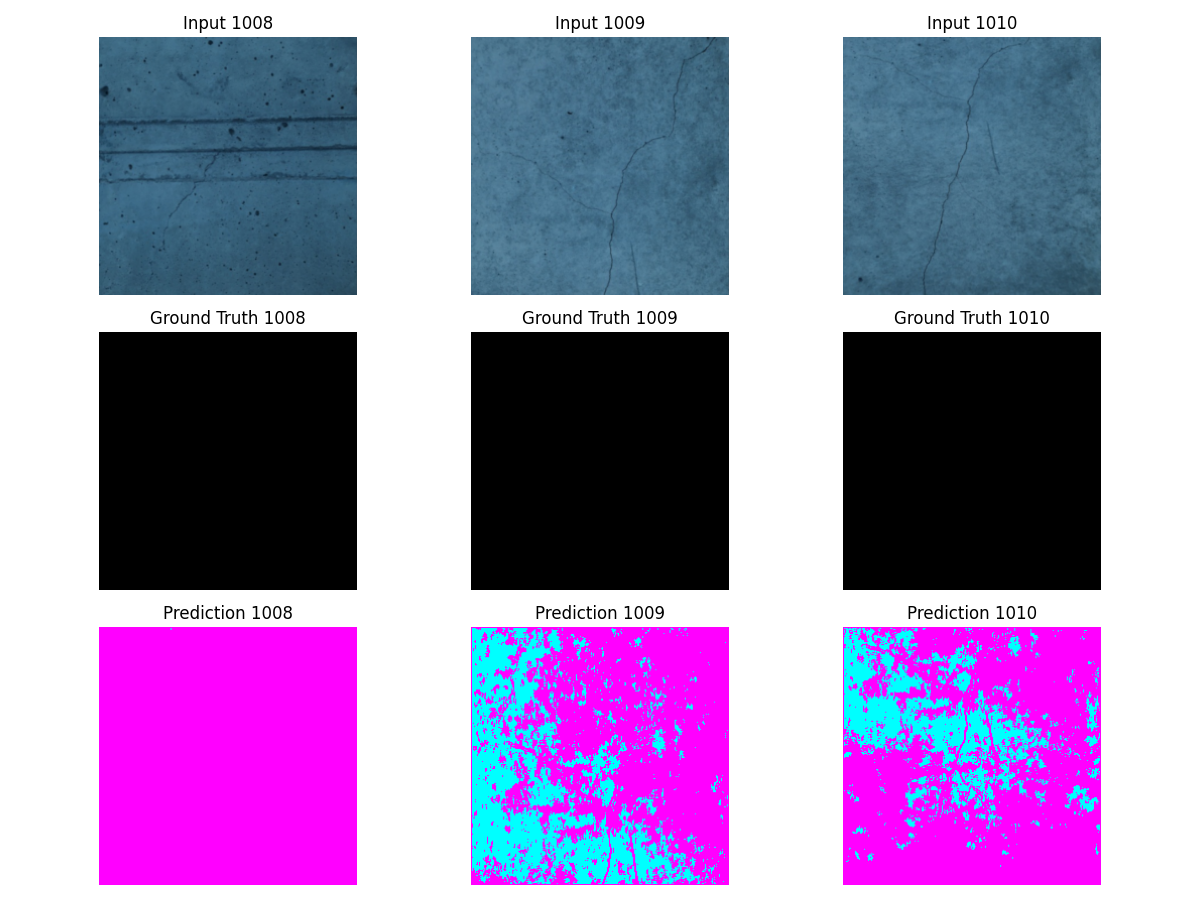 Input 1008
Input 1009
Input 1010
Ground Truth 1008
Ground Truth 1009
Ground Truth 1010
Prediction 1008
Prediction 1009
Prediction 1010